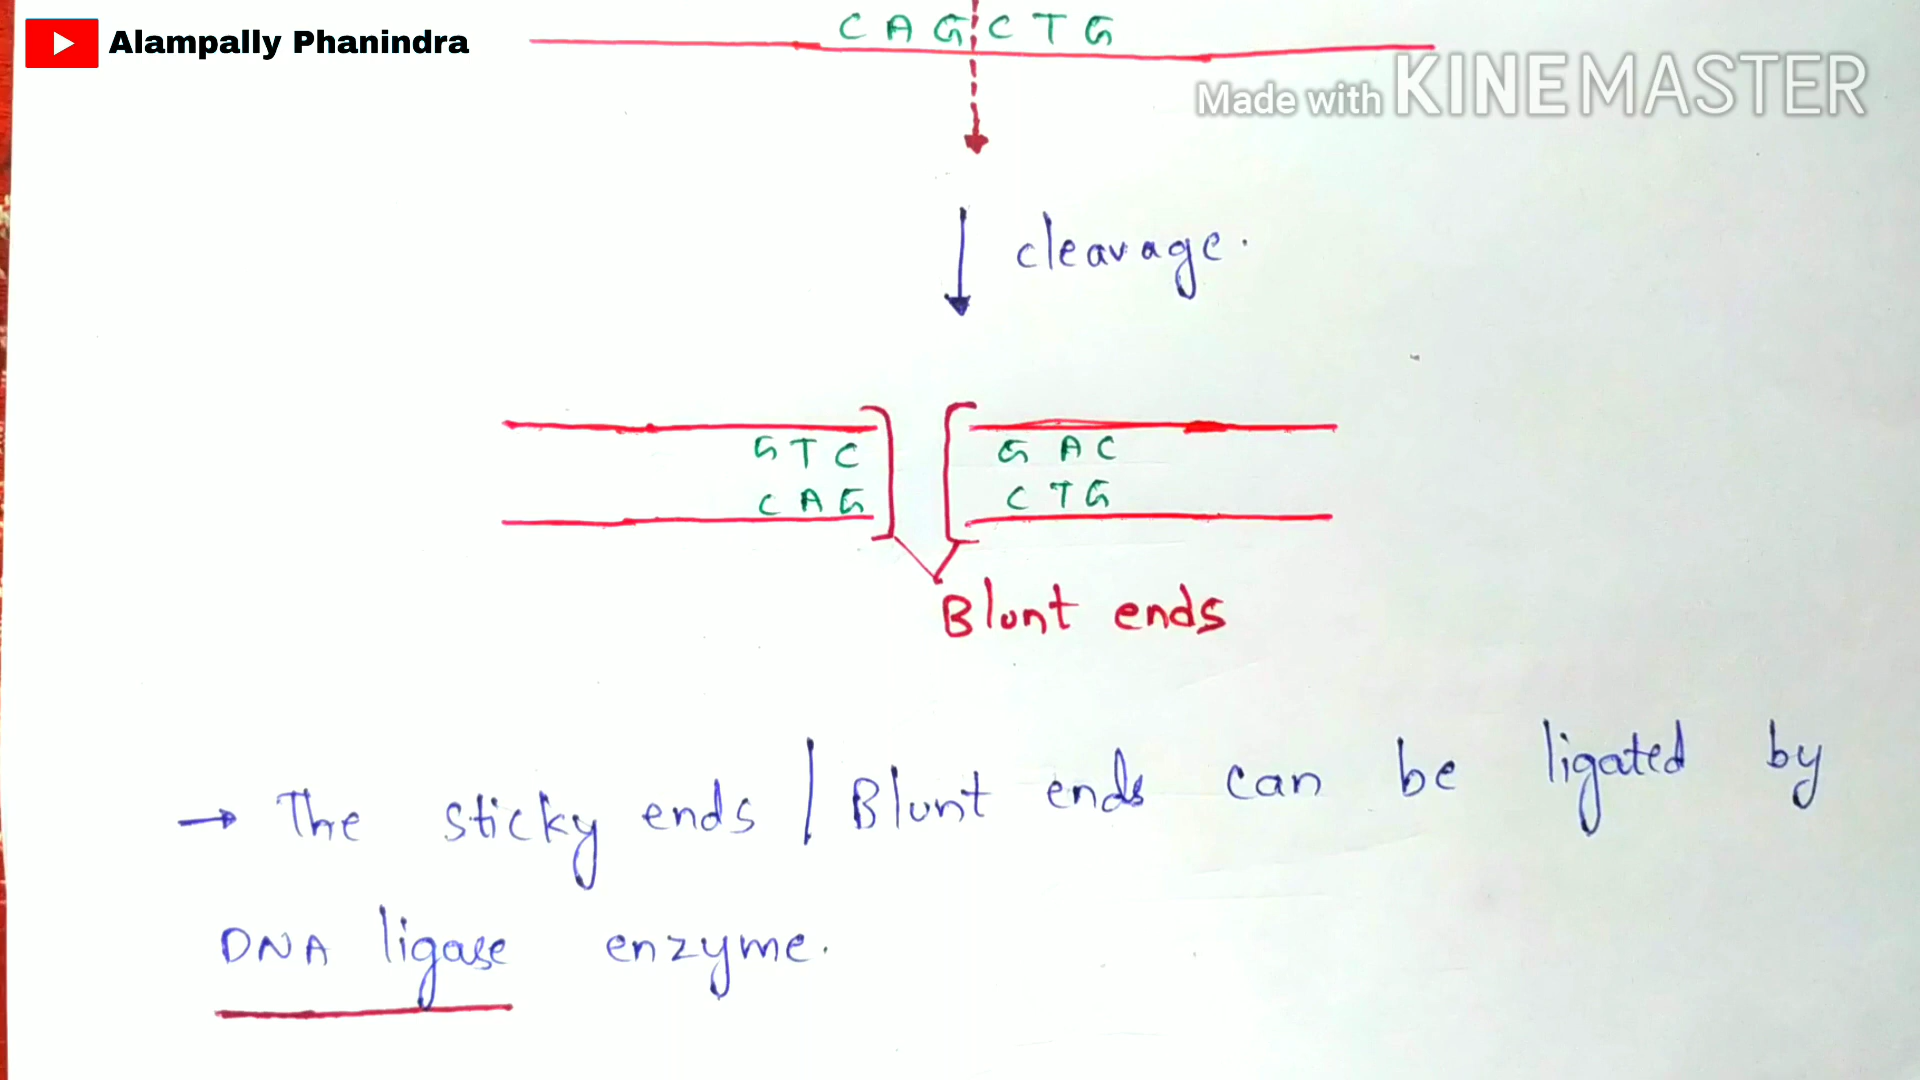 Alampally Phanindra
C A G C T G
Made with KINEMASTER
cleavage.
G T C G A C
C A G C T G
Blunt ends
→ The sticky ends / Blunt ends can be ligated by
DNA ligase enzyme.